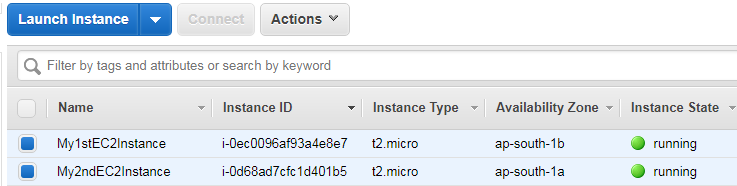 Launch Instance Connect Actions
Filter by tags and attributes or search by keyword
Name Instance ID Instance Type Availability Zone Instance State
My1stEC2Instance i-0ec0096af93a4e8e7 t2.micro ap-south-1b running
My2ndEC2Instance i-0d68ad7cfc1d401b5 t2.micro ap-south-1a running